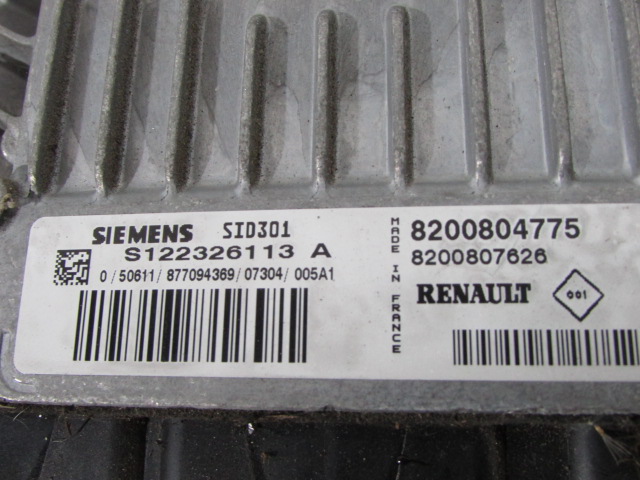 SIEMENS SID301
S122326113 A
0/50611/877094369/07304/005A1
MADE IN FRANCE
8200804775
8200807626
RENAULT 001